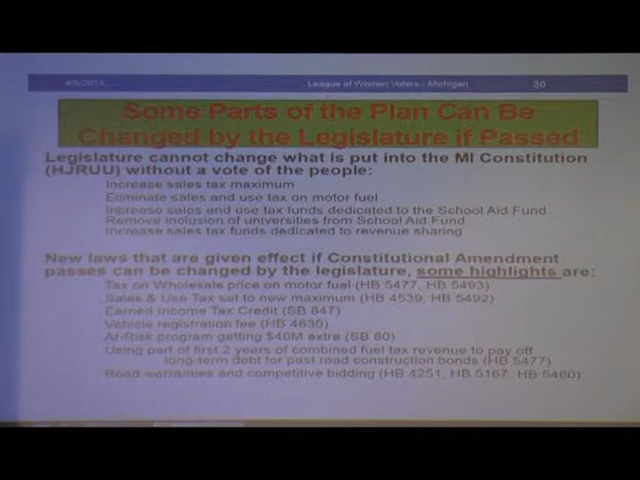 4/6/2015 League of Women Voters - Michigan 30
Some Parts of the Plan Can Be
Changed by the Legislature if Passed
Legislature cannot change what is put into the MI Constitution
(HJRUU) without a vote of the people:
Increase sales tax maximum
Eliminate sales and use tax on motor fuel
Increase sales and use tax funds dedicated to the School Aid Fund
Remove inclusion of universities from School Aid Fund
Increase sales tax funds dedicated to revenue sharing
New laws that are given effect if Constitutional Amendment
passes can be changed by the legislature, some highlights are:
Tax on Wholesale price on motor fuel (HB 5477, HB 5493)
Sales & Use Tax set to new maximum (HB 4539, HB 5492)
Earned Income Tax Credit (SB 847)
Vehicle registration fee (HB 4630)
At-Risk program getting $40M extra (SB 80)
Using part of first 2 years of combined fuel tax revenue to pay off
long-term debt for past road construction bonds (HB 5477)
Road warranties and competitive bidding (HB 4251, HB 5167, HB 5460)